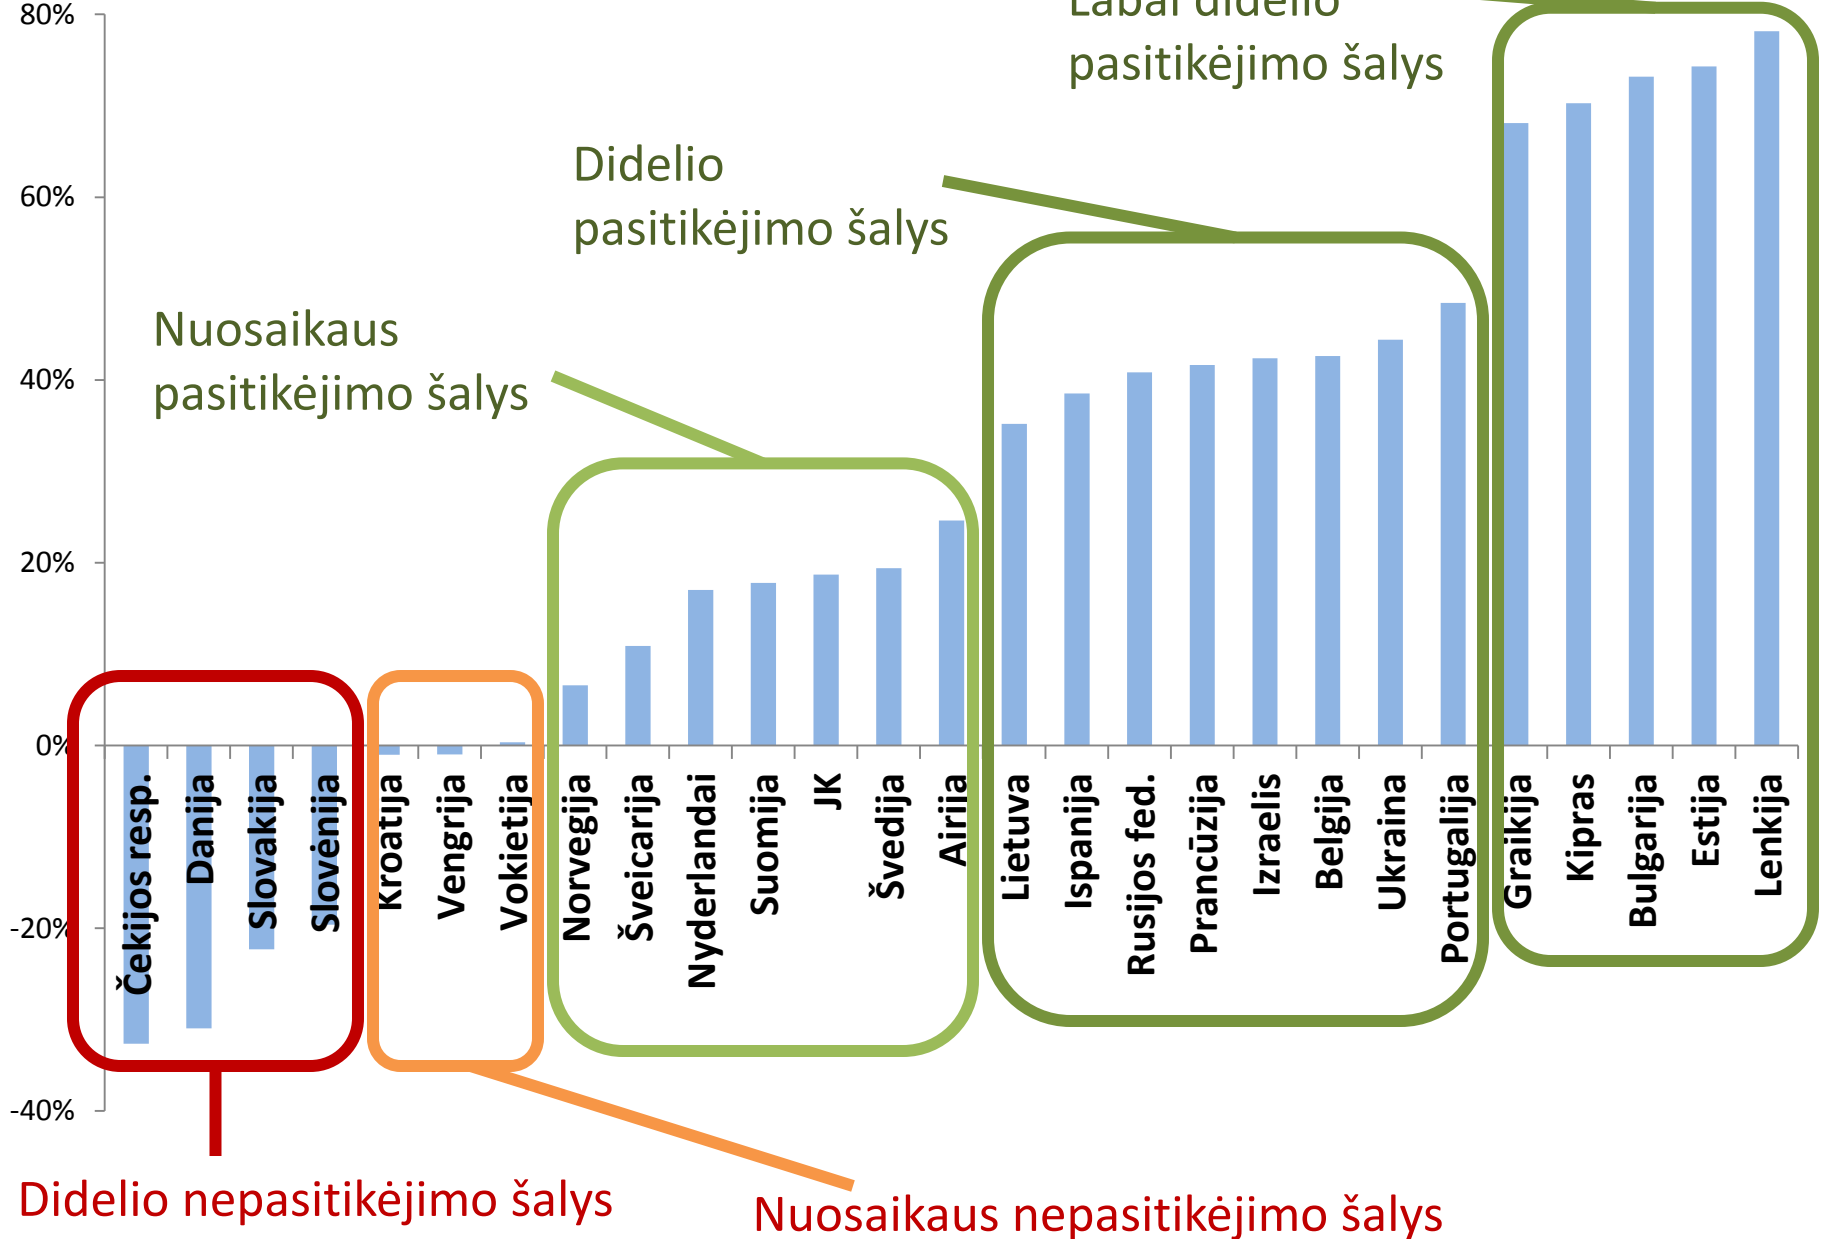 Labai didelio
pasitikėjimo šalys
Didelio
pasitikėjimo šalys
Nuosaikaus
pasitikėjimo šalys
80%
60%
40%
20%
0%
-20%
-40%
Čekijos resp.
Danija
Slovakija
Slovėnija
Kroatija
Vengrija
Vokietija
Norvegija
Šveicarija
Nyderlandai
Suomija
JK
Švedija
Airija
Lietuva
Ispanija
Rusijos fed.
Prancūzija
Izraelis
Belgija
Ukraina
Portugalija
Graikija
Kipras
Bulgarija
Estija
Lenkija
Didelio nepasitikėjimo šalys
Nuosaikaus nepasitikėjimo šalys